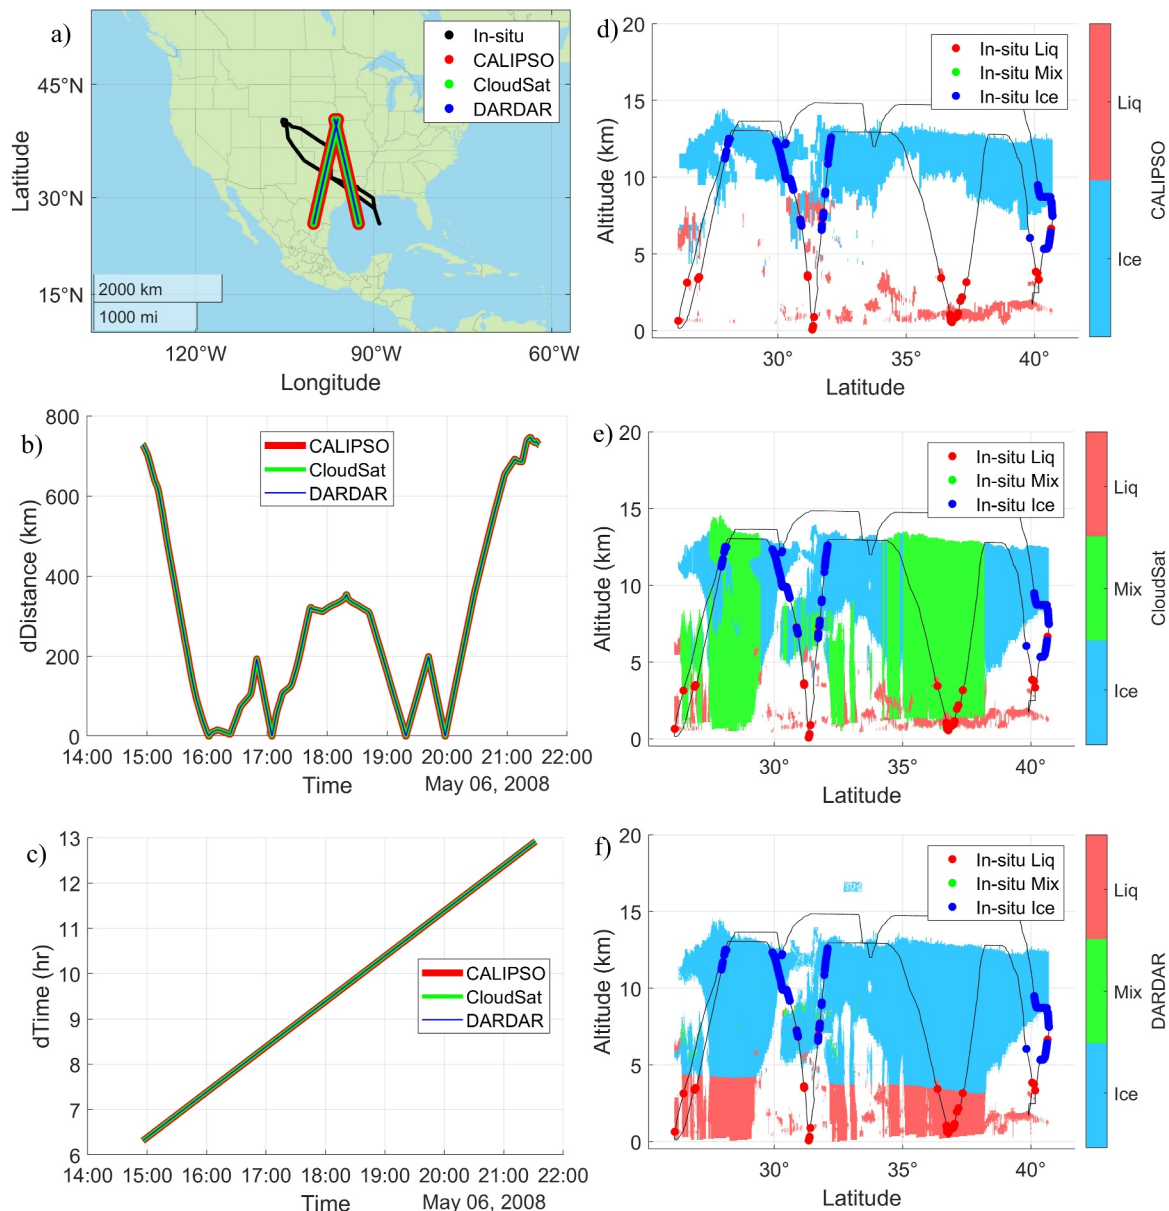 a)
In-situ
CALIPSO
CloudSat
DARDAR
45°N
30°N
15°N
Latitude
2000 km
1000 mi
120°W
90°W
60°W
Longitude
b)
800
600
400
200
0
dDistance (km)
CALIPSO
CloudSat
DARDAR
14:00
15:00
16:00
17:00
18:00
19:00
20:00
21:00
22:00
Time
May 06, 2008
c)
13
12
11
10
9
8
7
6
dTime (hr)
CALIPSO
CloudSat
DARDAR
14:00
15:00
16:00
17:00
18:00
19:00
20:00
21:00
22:00
Time
May 06, 2008
d)
20
15
10
5
0
Altitude (km)
In-situ Liq
In-situ Mix
In-situ Ice
30°
35°
40°
Latitude
Liq
Ice
CALIPSO
e)
20
15
10
5
0
Altitude (km)
In-situ Liq
In-situ Mix
In-situ Ice
30°
35°
40°
Latitude
Liq
Mix
Ice
CloudSat
f)
20
15
10
5
0
Altitude (km)
In-situ Liq
In-situ Mix
In-situ Ice
30°
35°
40°
Latitude
Liq
Mix
Ice
DARDAR